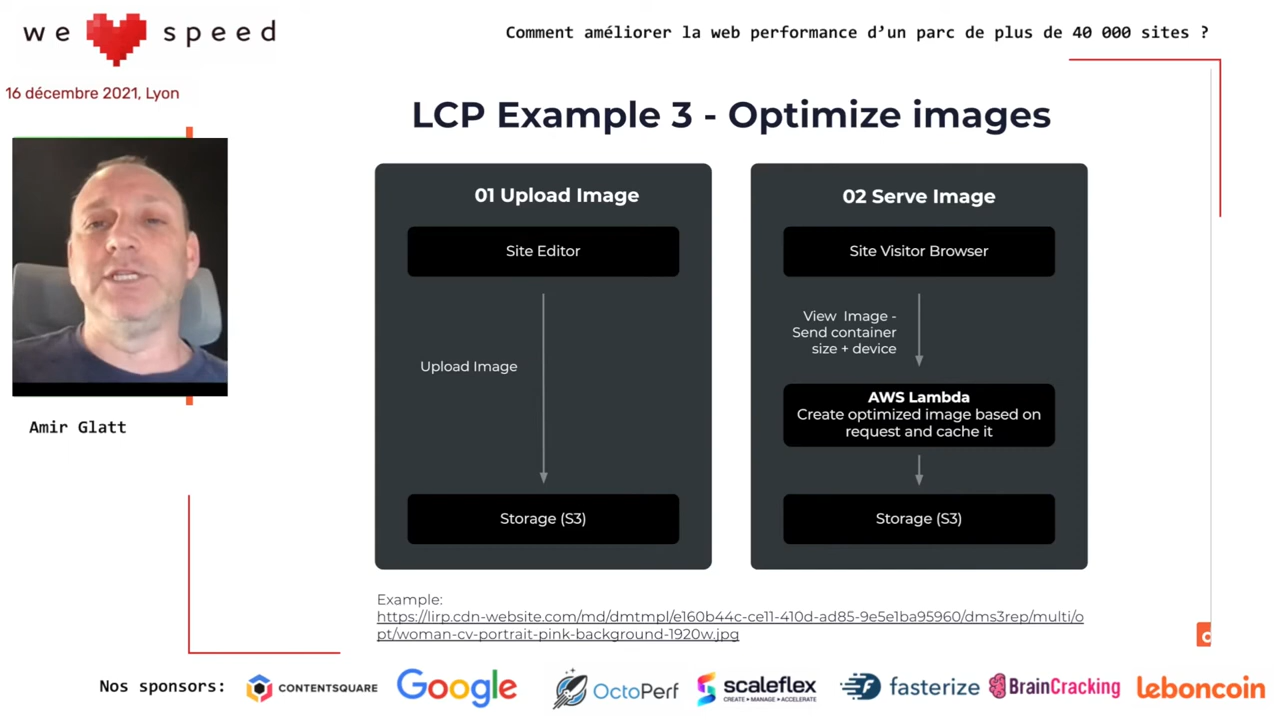 we speed
Comment améliorer la web performance d'un parc de plus de 40 000 sites ?
16 décembre 2021, Lyon
LCP Example 3 - Optimize images
01 Upload Image
Site Editor
Upload Image
Storage (S3)
02 Serve Image
Site Visitor Browser
View Image -
Send container
size + device
AWS Lambda
Create optimized image based on
request and cache it
Storage (S3)
Amir Glatt
Example:
https://lirp.cdn-website.com/md/dmtmpl/e160b44c-ce11-410d-ad85-9e5e1ba95960/dms3rep/multi/o
pt/woman-cv-portrait-pink-background-1920w.jpg
Nos sponsors:
CONTENTSQUARE
Google
OctoPerf
scaleflex
CREATE • MANAGE • ACCELERATE
fasterize
BrainCracking
leboncoin